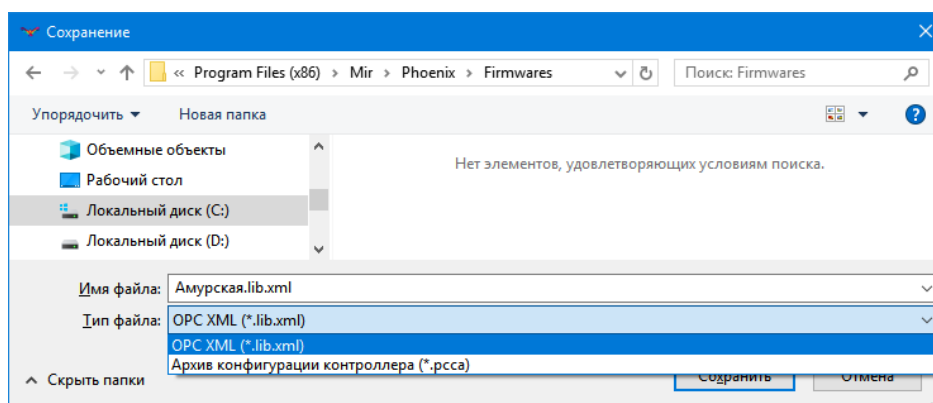 Сохранение
« Program Files (x86) › Mir › Phoenix › Firmwares
Поиск: Firmwares
Упорядочить
Новая папка
Объемные объекты
Рабочий стол
Локальный диск (C:)
Локальный диск (D:)
Нет элементов, удовлетворяющих условиям поиска.
Имя файла: Амурская.lib.xml
Тип файла: OPC XML (*.lib.xml)
OPC XML (*.lib.xml)
Архив конфигурации контроллера (*.pcca)
Скрыть папки
Сохранить
Отмена